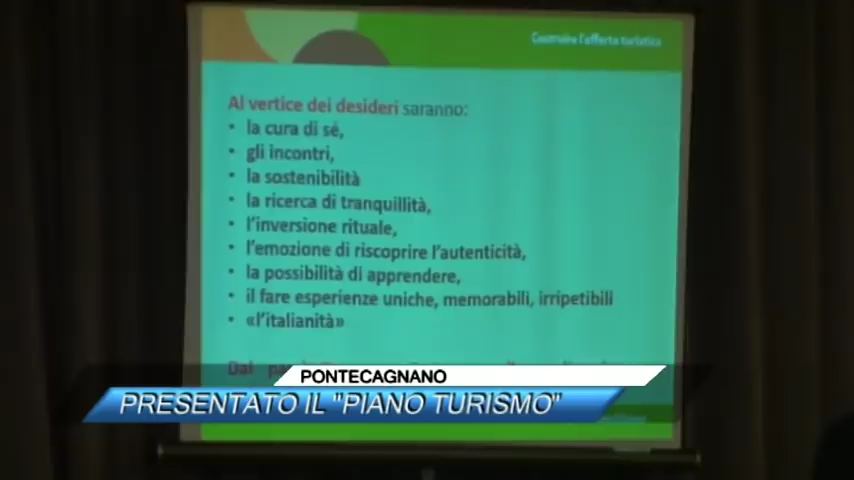 Costruire l'offerta turistica
Al vertice dei desideri saranno:
• la cura di sé,
• gli incontri,
• la sostenibilità
• la ricerca di tranquillità,
• l'inversione rituale,
• l'emozione di riscoprire l'autenticità,
• la possibilità di apprendere,
• il fare esperienze uniche, memorabili, irripetibili
• «l'italianità»
Dal
PONTECAGNANO
PRESENTATO IL "PIANO TURISMO"